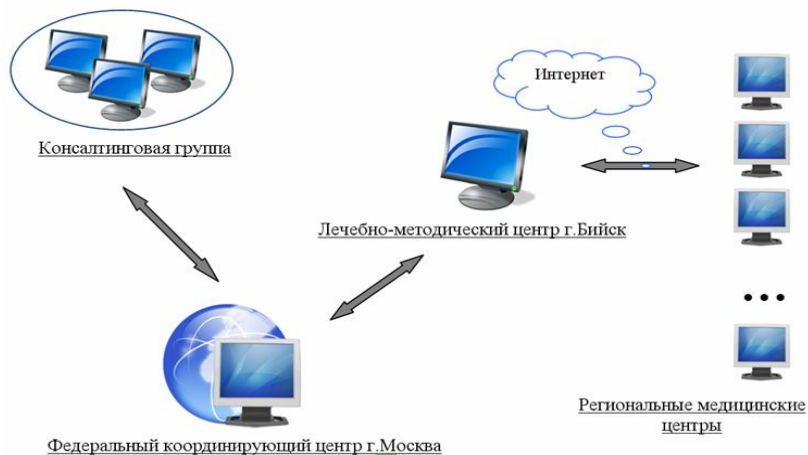 Интернет
Консалтинговая группа
Лечебно-методический центр г.Бийск
Региональные медицинские
центры
Федеральный координирующий центр г.Москва